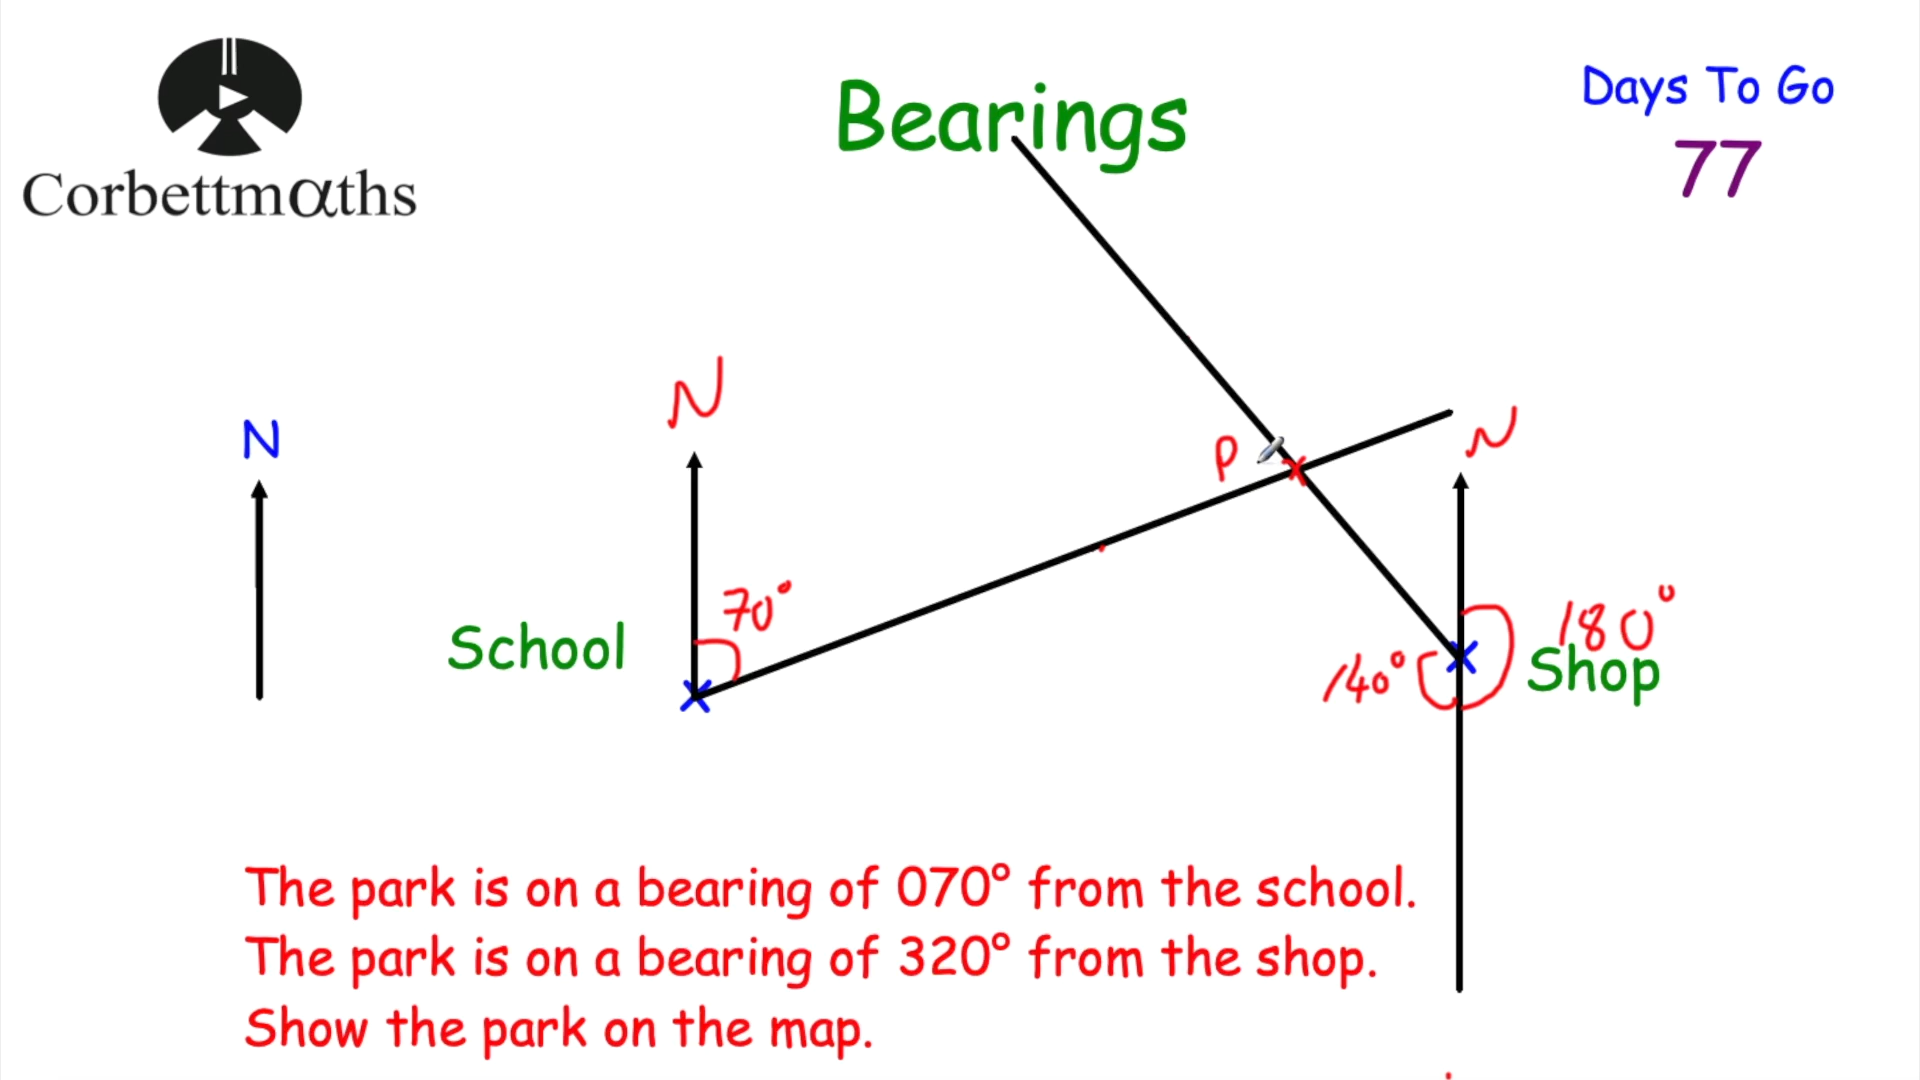 Corbettmαths
Bearings
Days To Go
77
N
N
N
P
70°
School
180°
140°
Shop
The park is on a bearing of 070° from the school.
The park is on a bearing of 320° from the shop.
Show the park on the map.